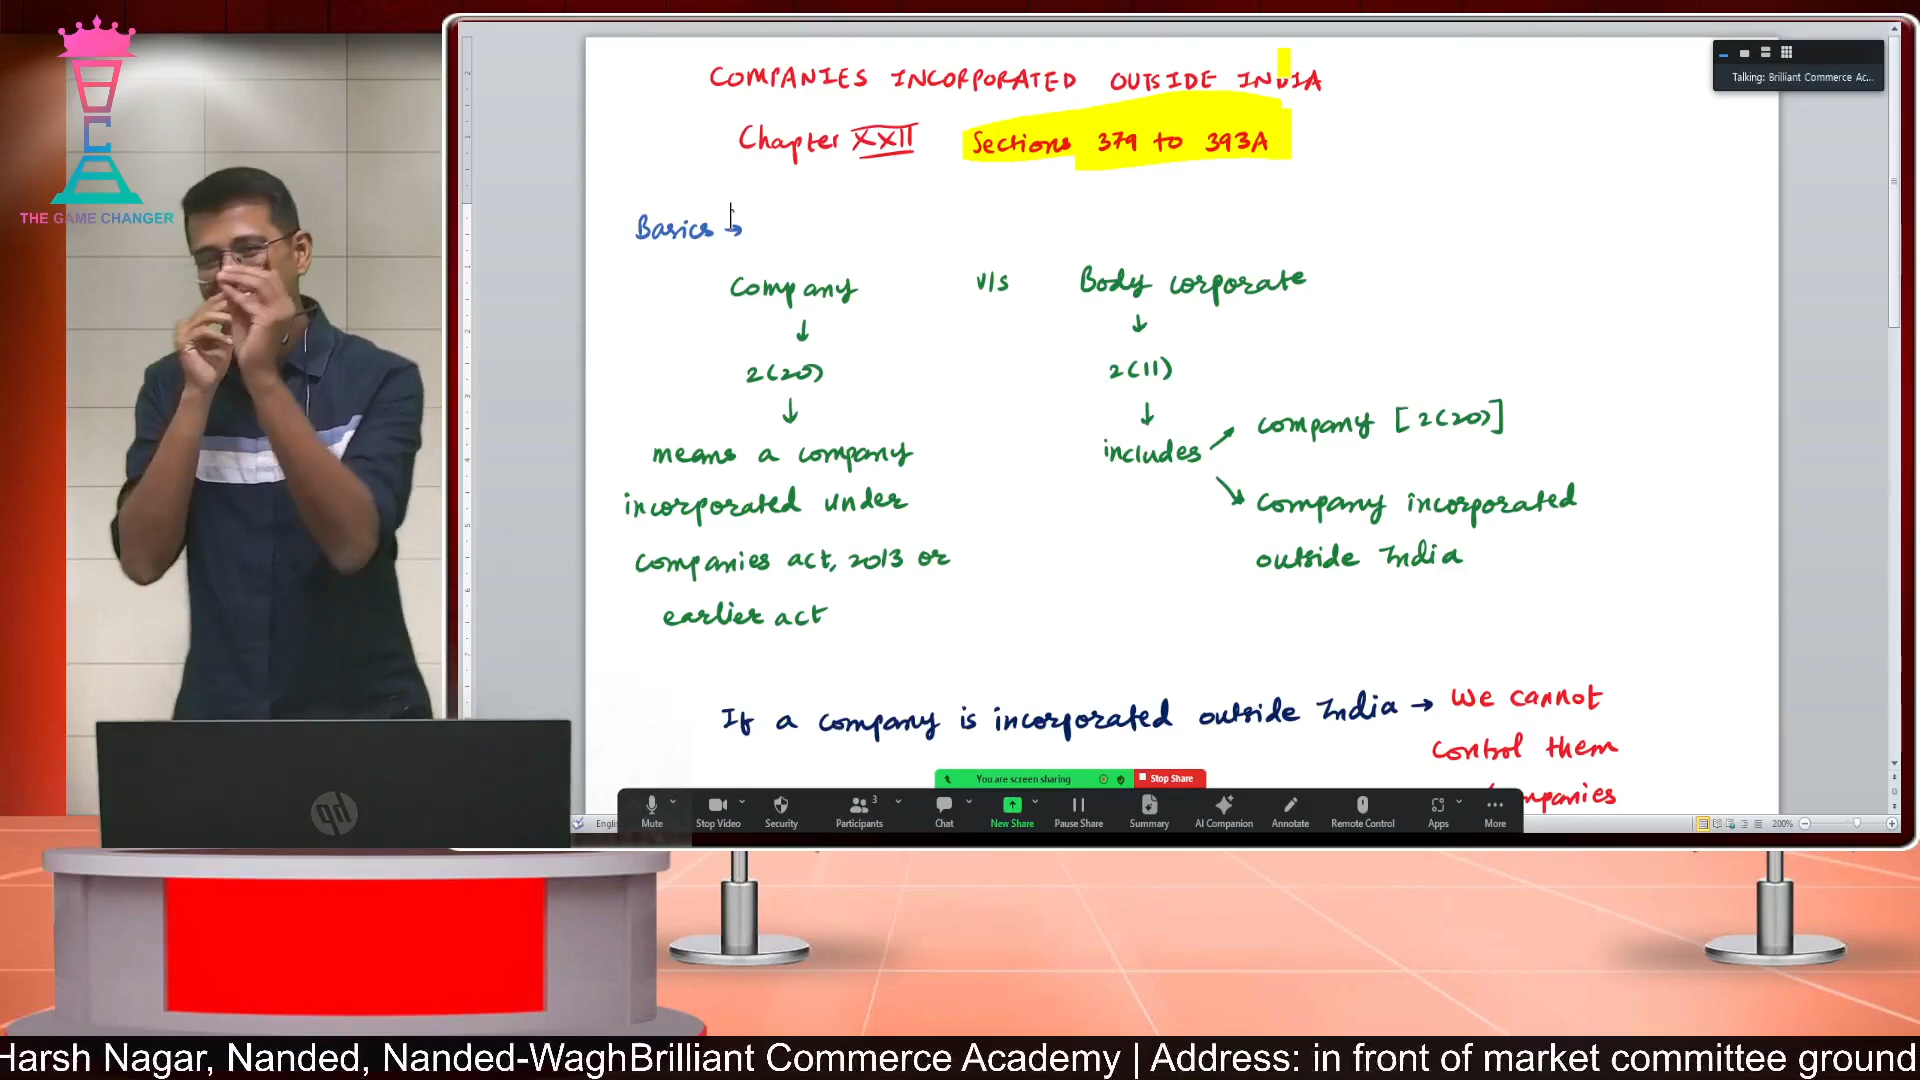 THE GAME CHANGER
COMPANIES INCORPORATED OUTSIDE INDIA
Chapter XXII Sections 379 to 393A
Basics →
Company v/s Body corporate
↓ ↓
2(20) 2(11)
↓ ↓
means a company
incorporated under
companies act, 2013 or
earlier act
includes
company [2(20)]
Company incorporated
outside India
If a company is incorporated outside India → We cannot
control them
Talking: Brilliant Commerce Ac...
You are screen sharing Stop Share
Mute Stop Video Security Participants 3 Chat New Share Pause Share Summary AI Companion Annotate Remote Control Apps More
200%
hp
Harsh Nagar, Nanded, Nanded-WaghBrilliant Commerce Academy | Address: in front of market committee ground